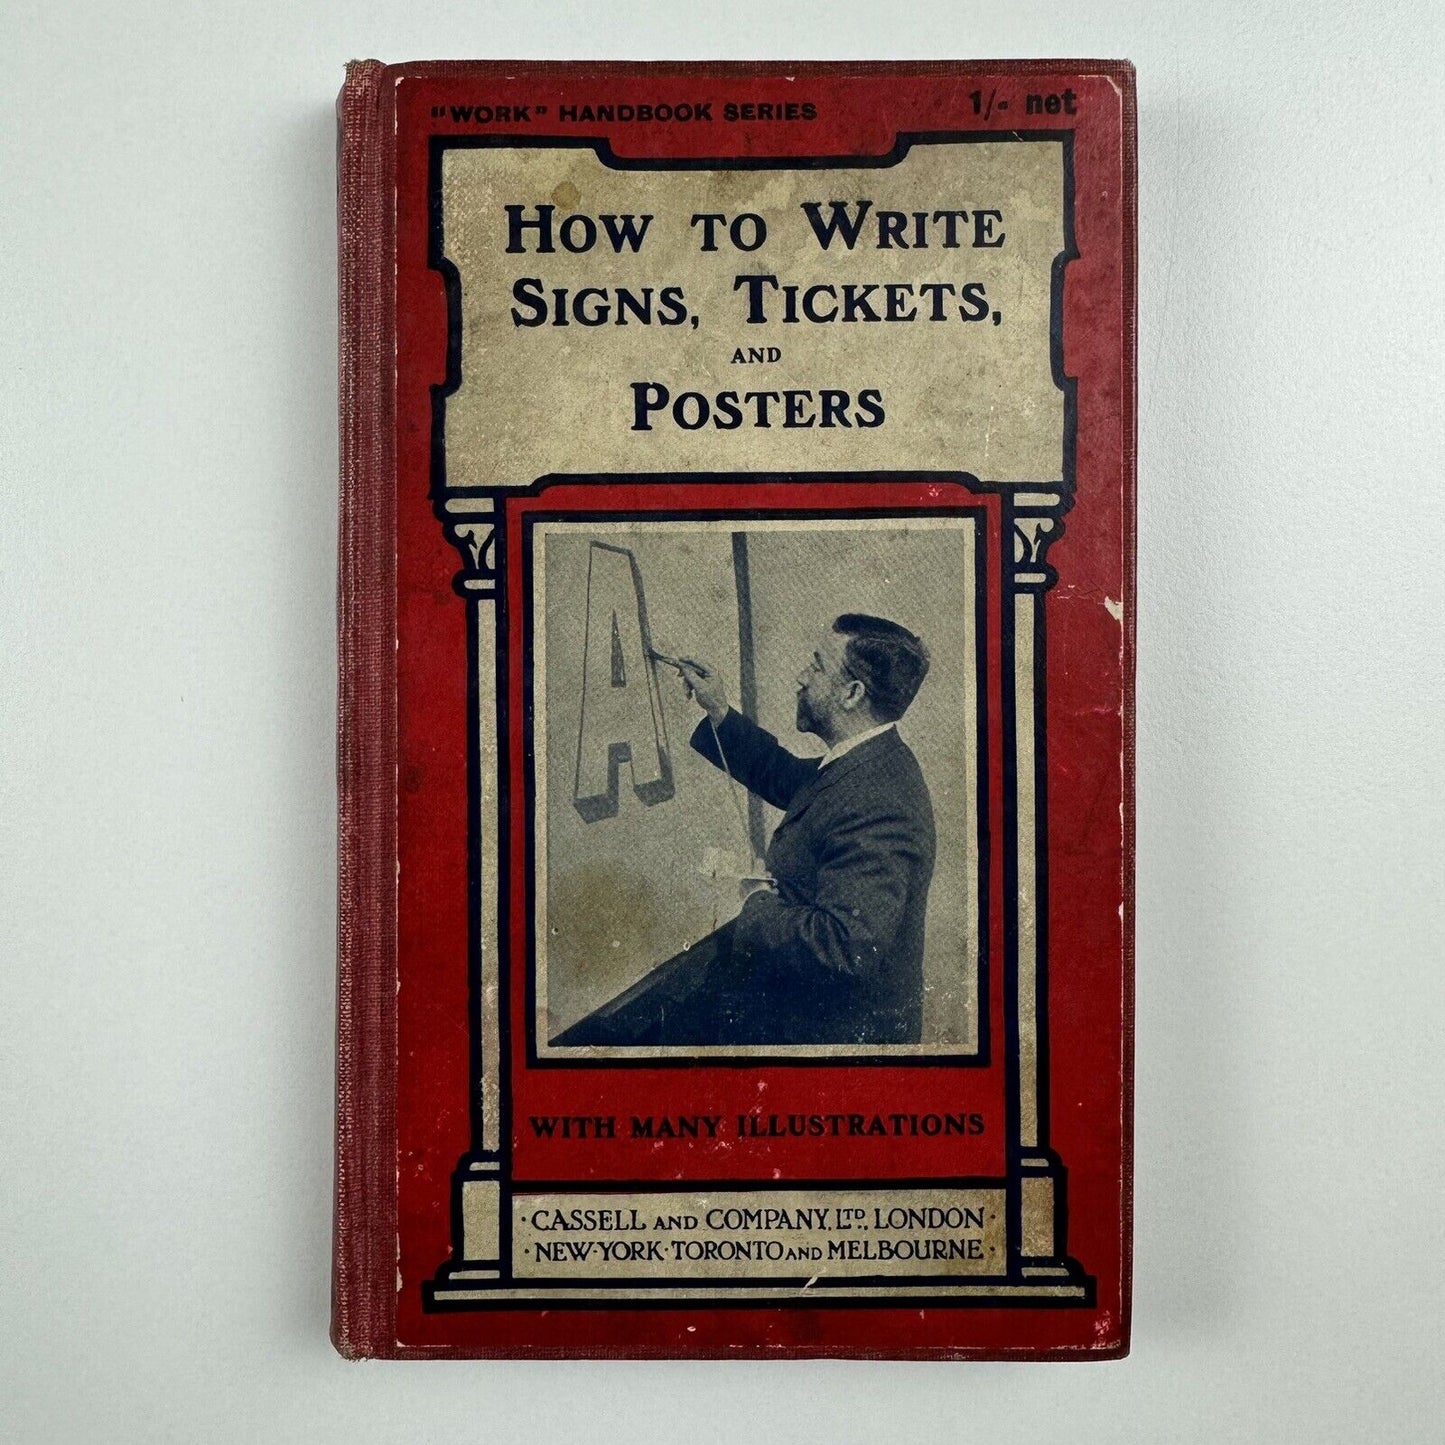 "WORK" HANDBOOK SERIES 1/- net
HOW TO WRITE
SIGNS, TICKETS,
AND
POSTERS
A
WITH MANY ILLUSTRATIONS
·CASSELL AND COMPANY, LTD., LONDON·
·NEW-YORK·TORONTO AND MELBOURNE·